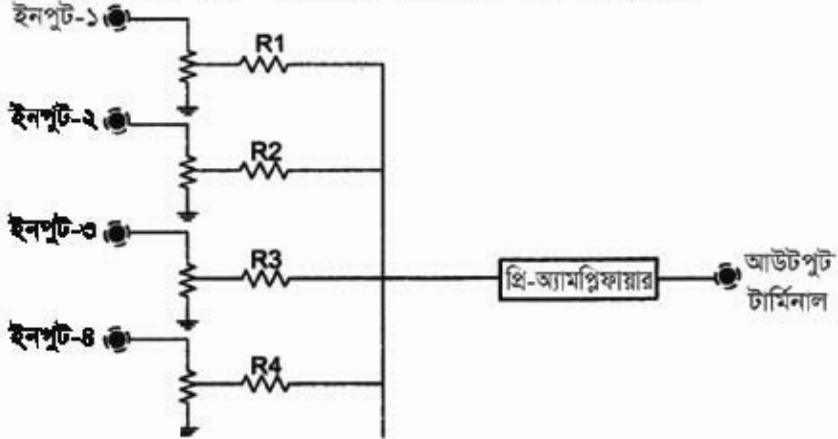 ইনপুট-১
R1
ইনপুট-২
R2
ইনপুট-৩
R3
প্রি-অ্যামপ্লিফায়ার
আউটপুট
টার্মিনাল
ইনপুট-৪
R4